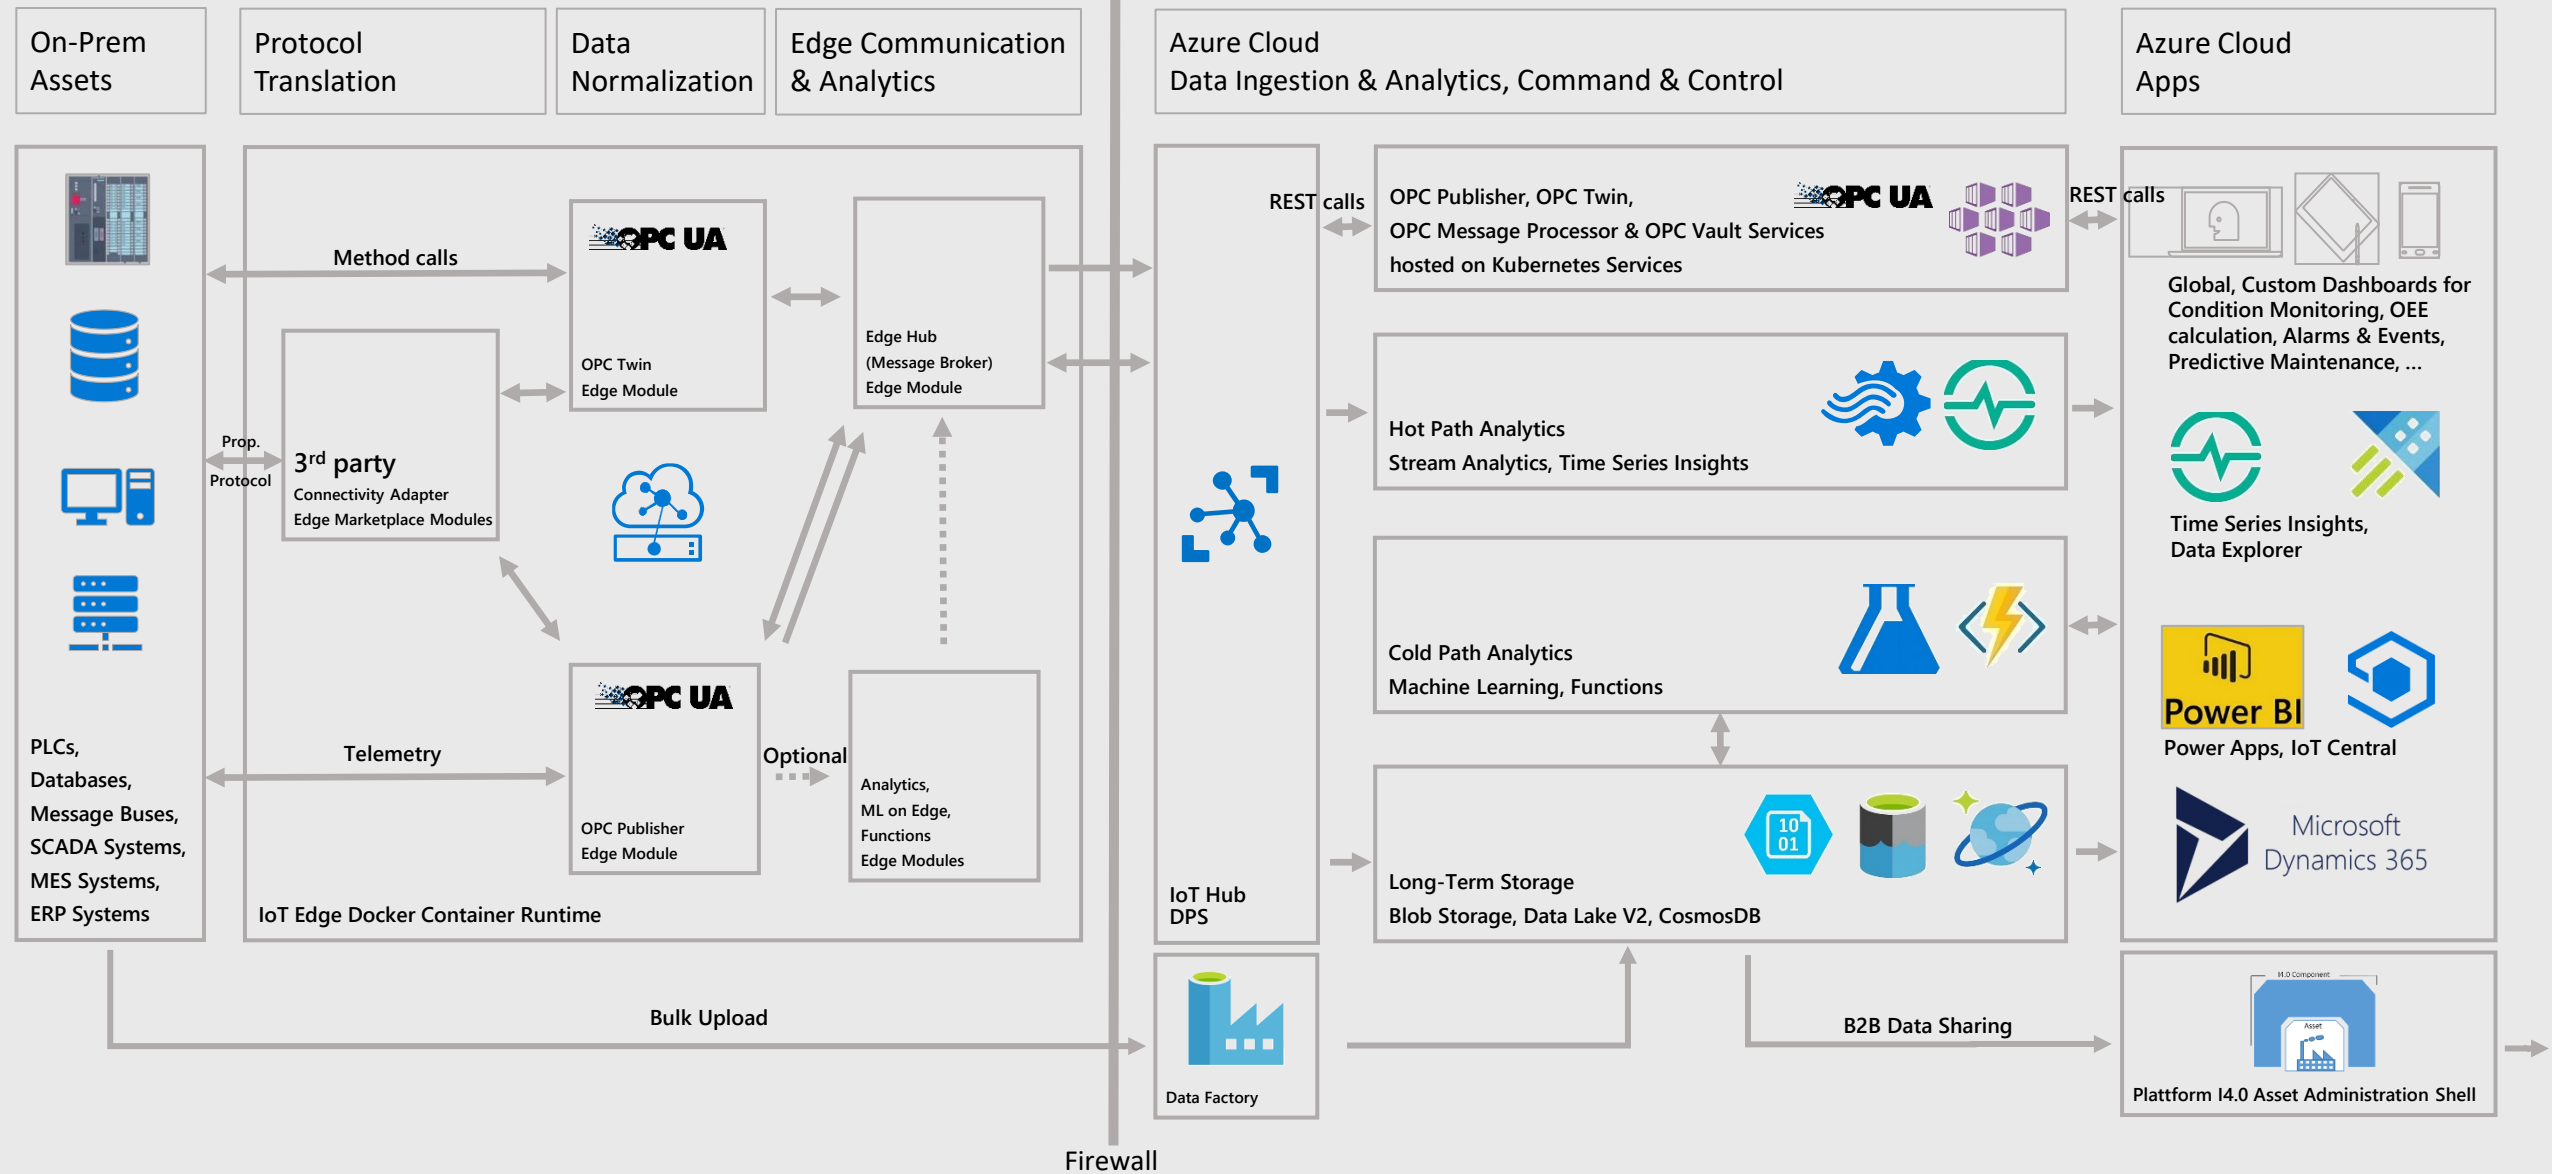 On-Prem
Assets
Protocol
Translation
Data
Normalization
Edge Communication
& Analytics
Azure Cloud
Data Ingestion & Analytics, Command & Control
Azure Cloud
Apps
PLCs,
Databases,
Message Buses,
SCADA Systems,
MES Systems,
ERP Systems
Method calls
Prop.
Protocol
Telemetry
3rd party
Connectivity Adapter
Edge Marketplace Modules
OPC UA
OPC Twin
Edge Module
Edge Hub
(Message Broker)
Edge Module
OPC UA
OPC Publisher
Edge Module
Optional
Analytics,
ML on Edge,
Functions
Edge Modules
IoT Edge Docker Container Runtime
Bulk Upload
Firewall
IoT Hub
DPS
Data Factory
REST calls
OPC Publisher, OPC Twin,
OPC Message Processor & OPC Vault Services
hosted on Kubernetes Services
OPC UA
REST calls
Hot Path Analytics
Stream Analytics, Time Series Insights
Cold Path Analytics
Machine Learning, Functions
10
01
Long-Term Storage
Blob Storage, Data Lake V2, CosmosDB
B2B Data Sharing
Global, Custom Dashboards for
Condition Monitoring, OEE
calculation, Alarms & Events,
Predictive Maintenance, ...
Time Series Insights,
Data Explorer
Power BI
Power Apps, IoT Central
Microsoft
Dynamics 365
I4.0 Component
Asset
Plattform I4.0 Asset Administration Shell